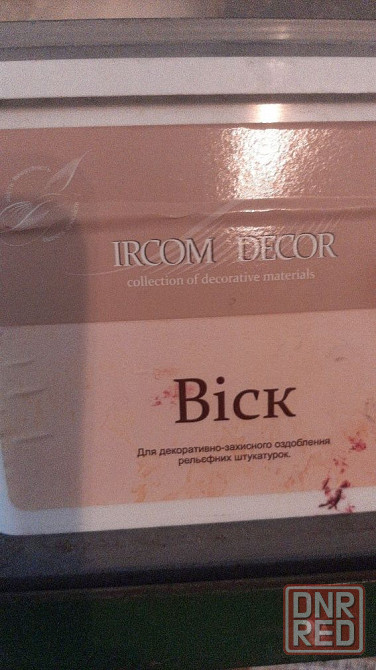 IRCOM DECOR
collection of decorative materials
Віск
Для декоративно-захисного оздоблення
рельєфних штукатурок.
DNR
RED